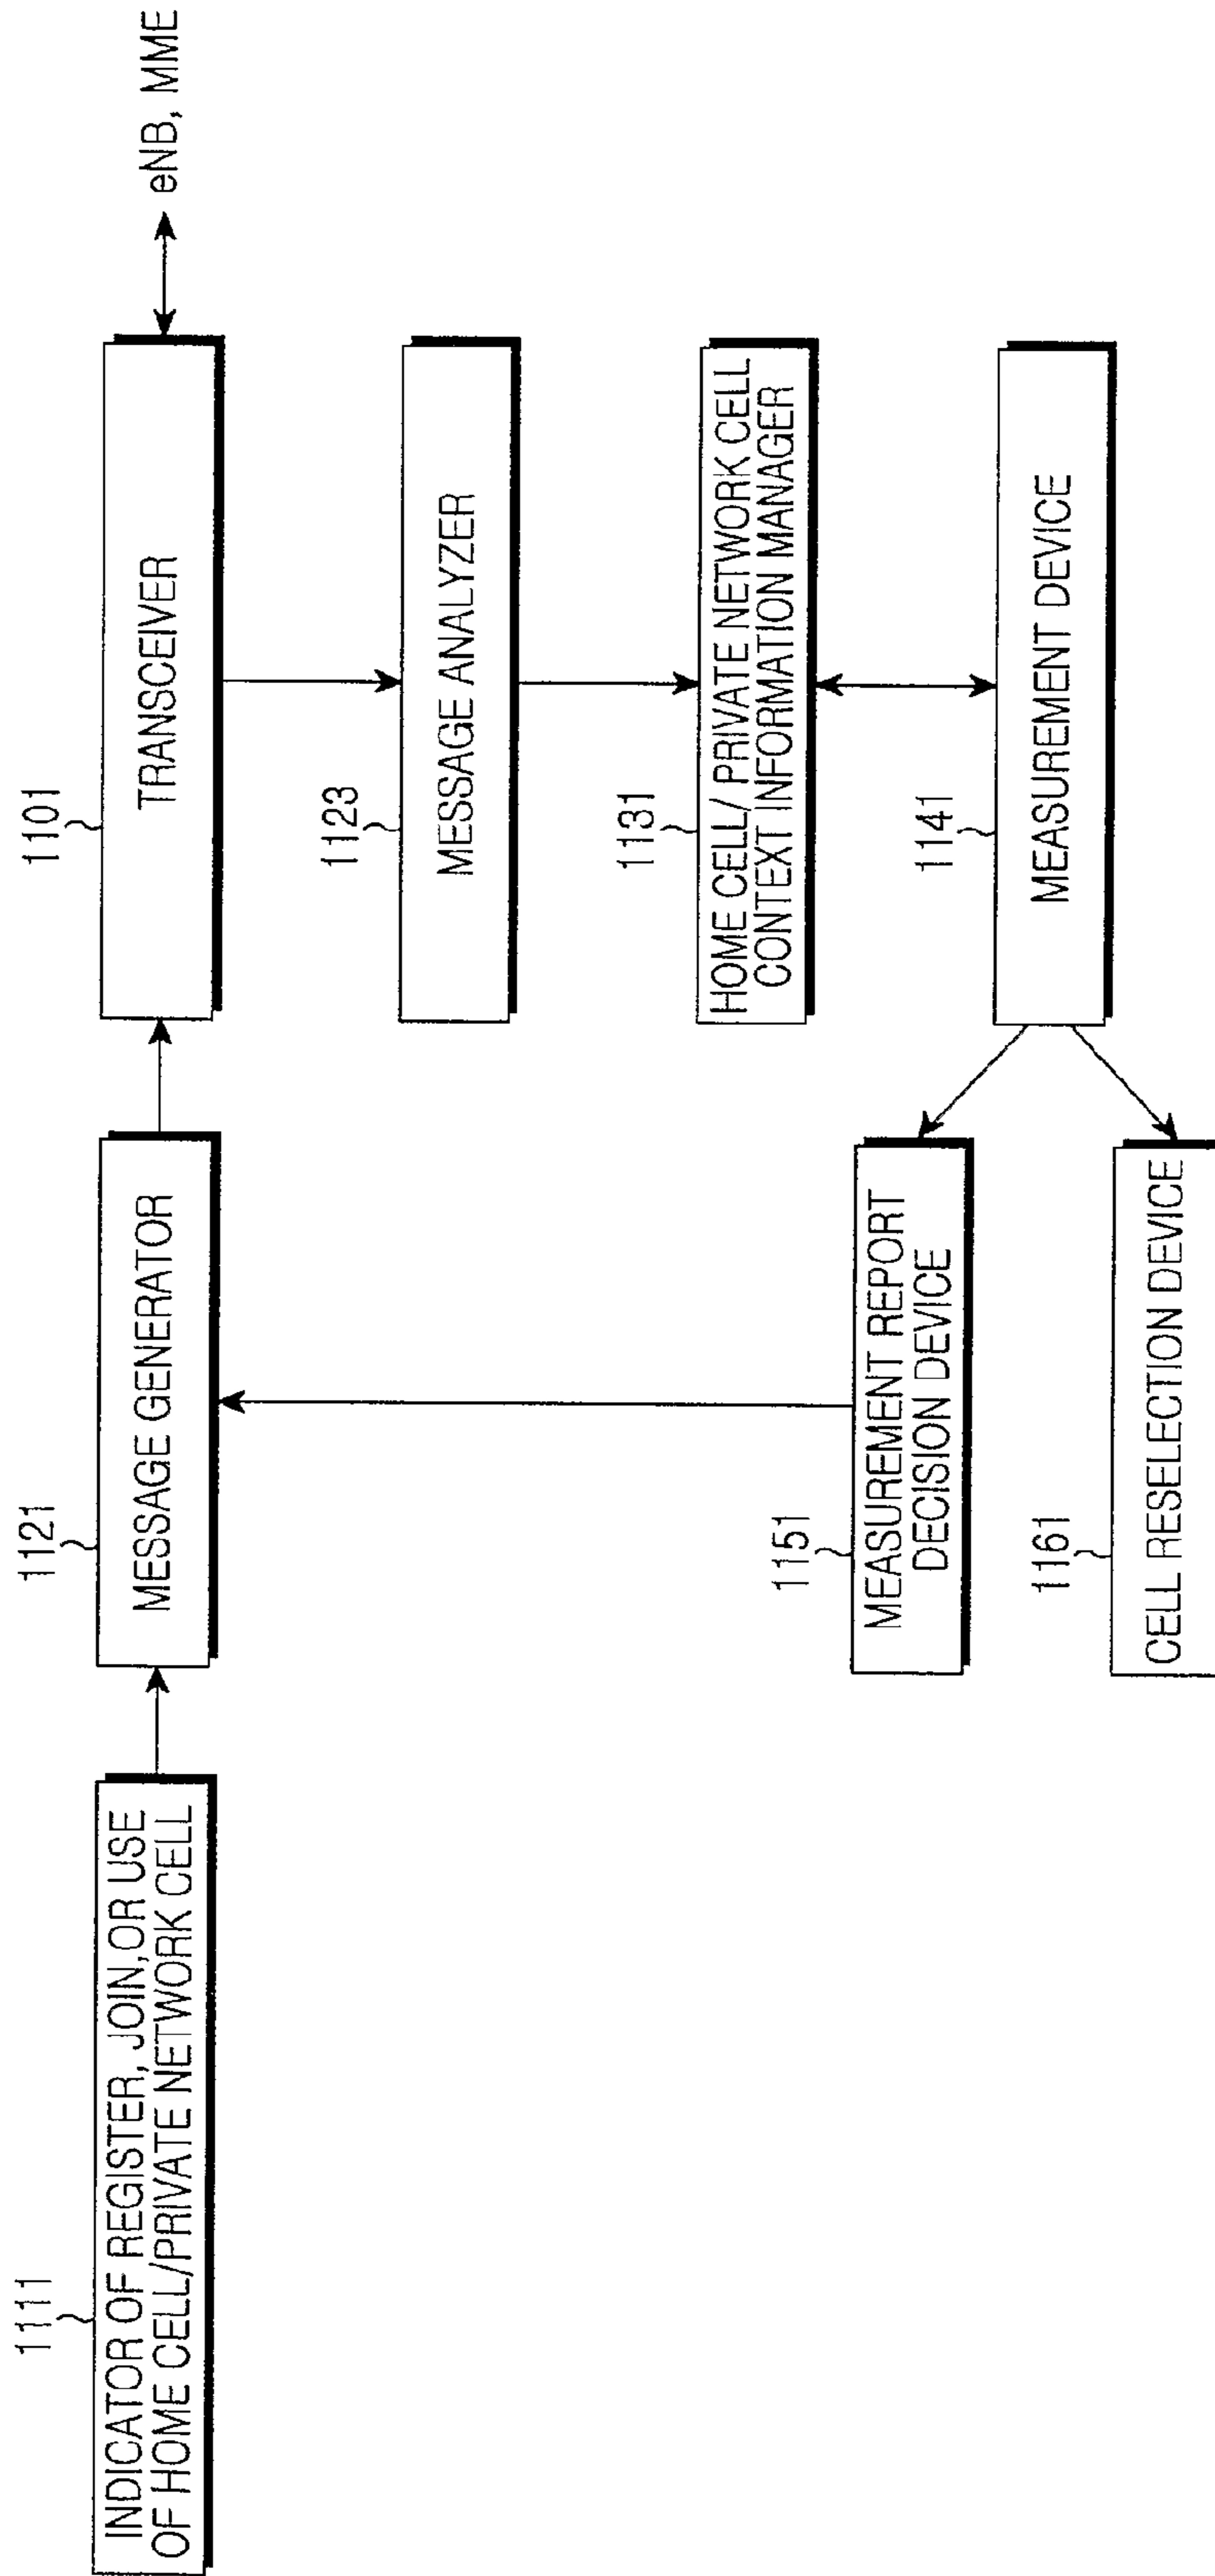 1111
INDICATOR OF REGISTER, JOIN, OR USE
OF HOME CELL/PRIVATE NETWORK CELL
1121
MESSAGE GENERATOR
1101
TRANSCEIVER
eNB, MME
1123
MESSAGE ANALYZER
1131
HOME CELL/ PRIVATE NETWORK CELL
CONTEXT INFORMATION MANAGER
1141
MEASUREMENT DEVICE
1151
MEASUREMENT REPORT
DECISION DEVICE
1161
CELL RESELECTION DEVICE